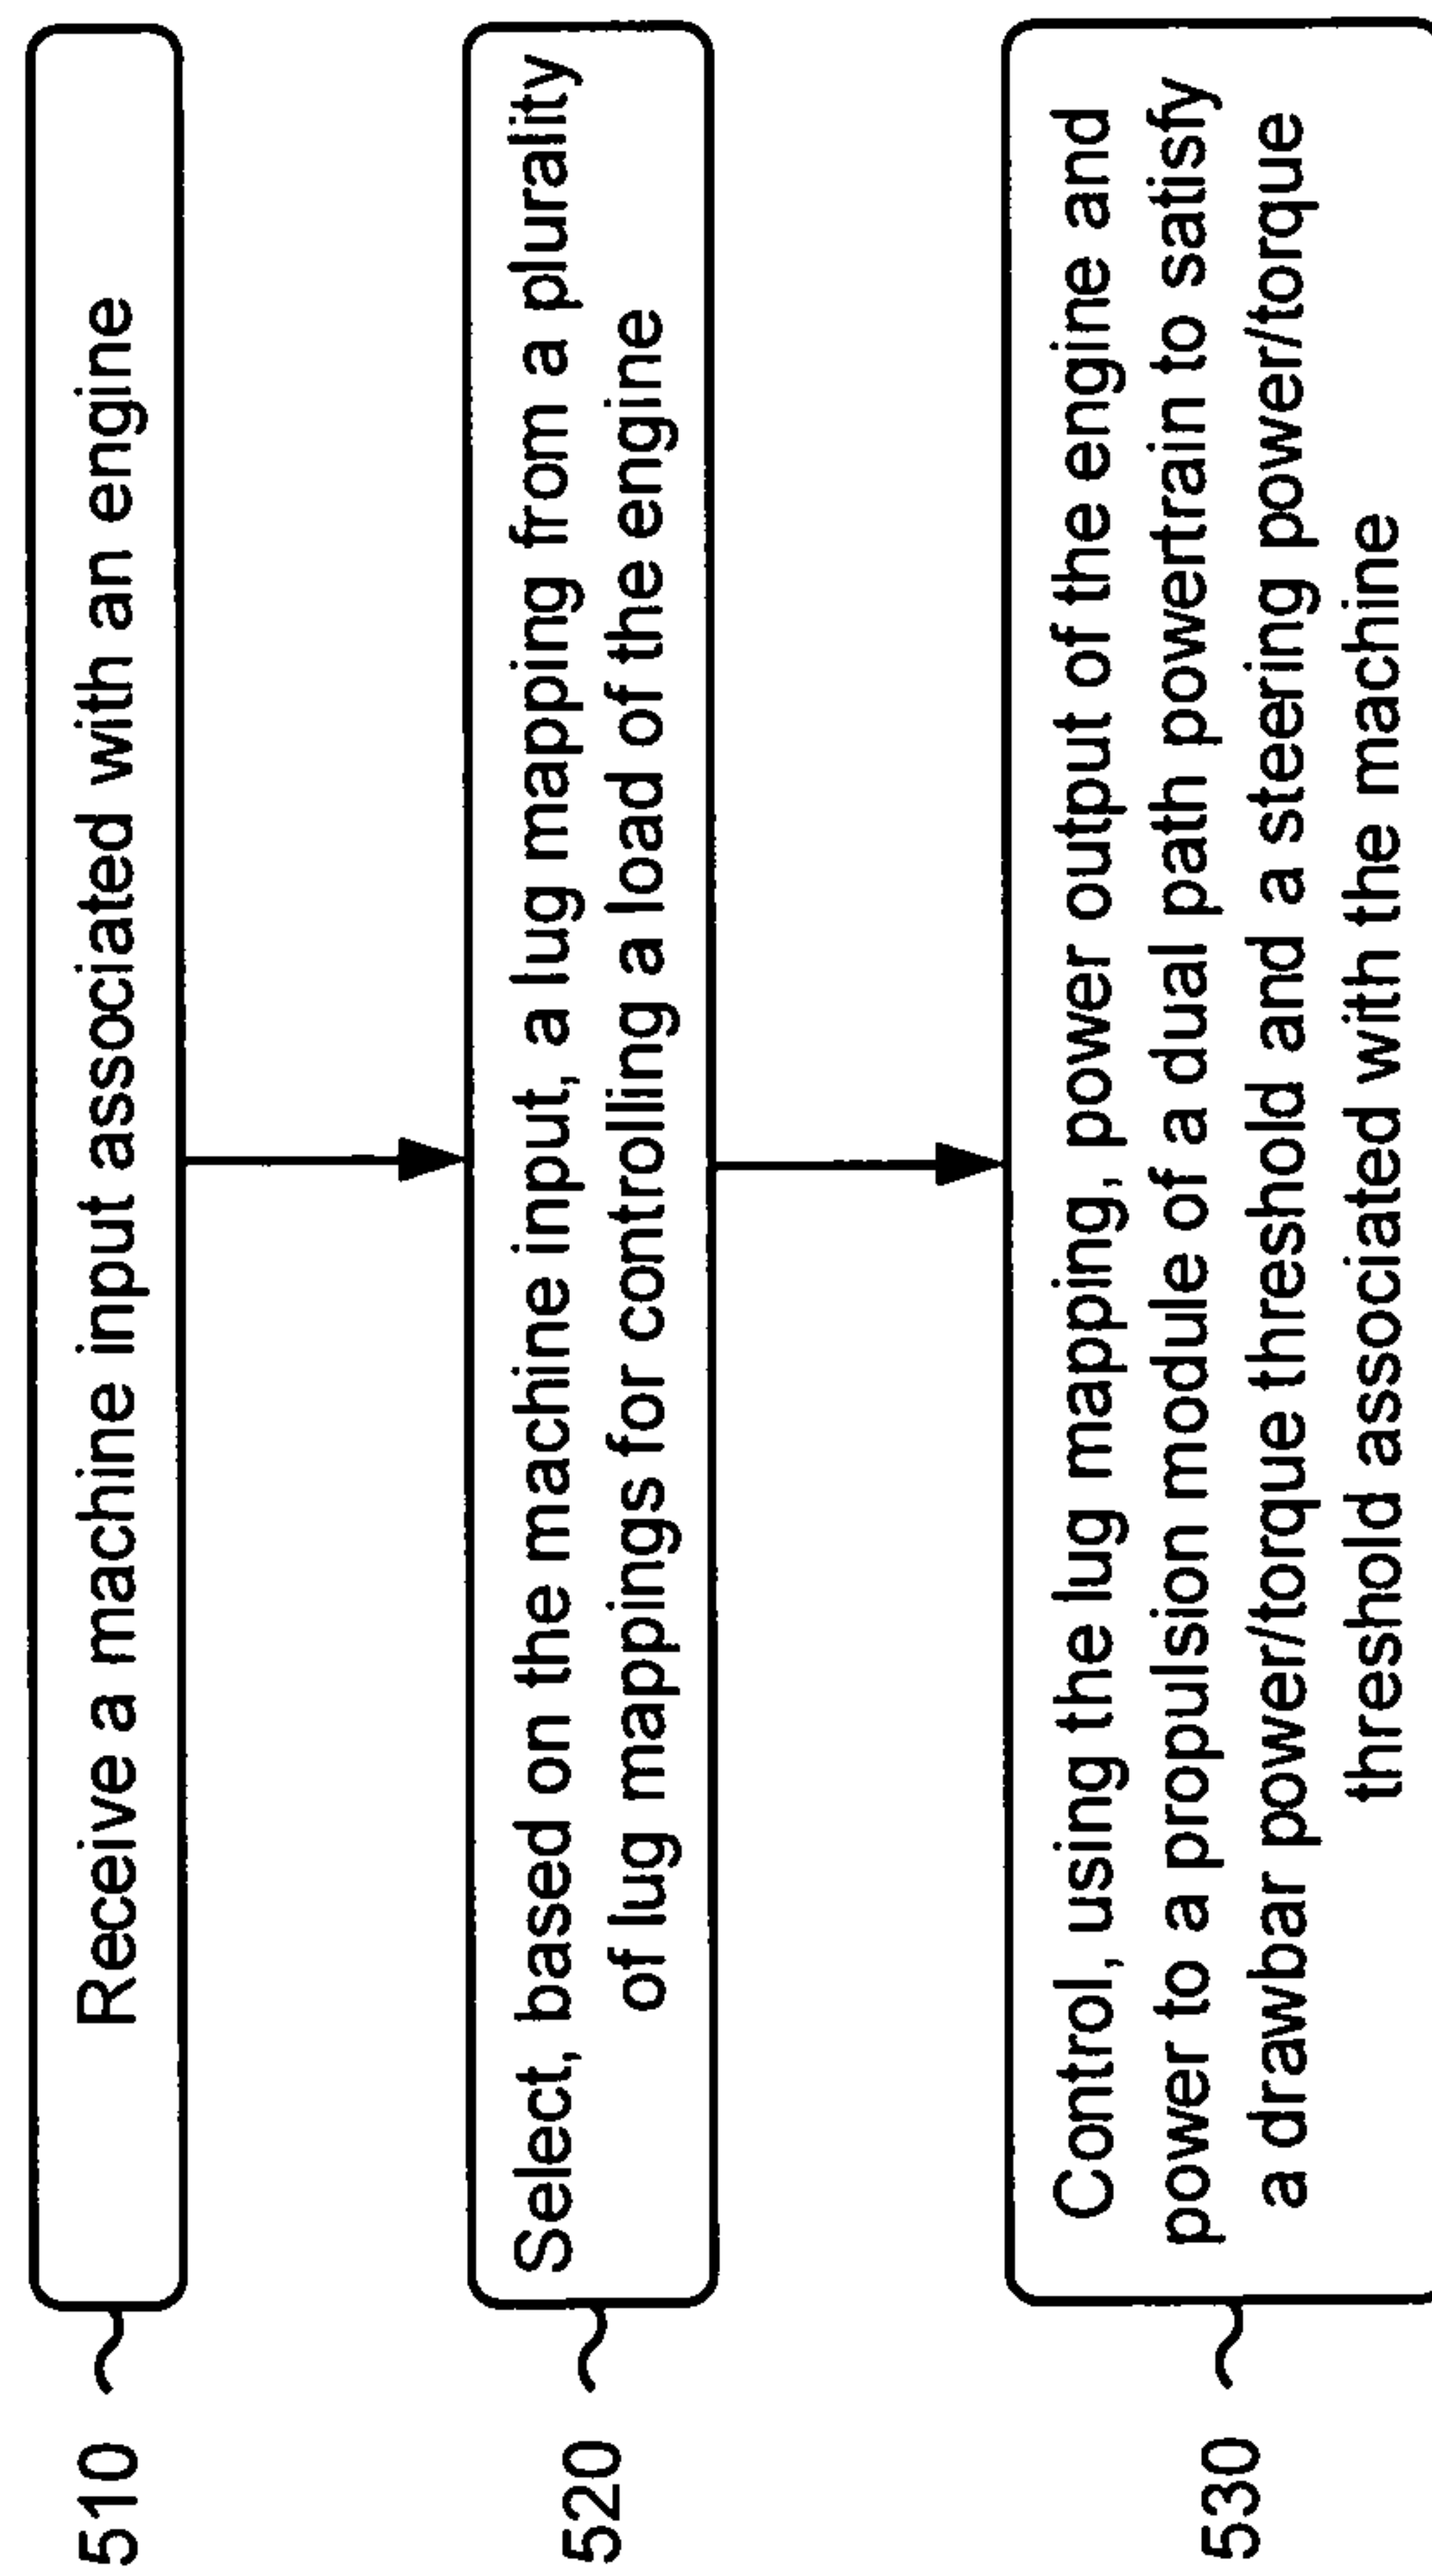 510
Receive a machine input associated with an engine
520
Select, based on the machine input, a lug mapping from a plurality
of lug mappings for controlling a load of the engine
530
Control, using the lug mapping, power output of the engine and
power to a propulsion module of a dual path powertrain to satisfy
a drawbar power/torque threshold and a steering power/torque
threshold associated with the machine